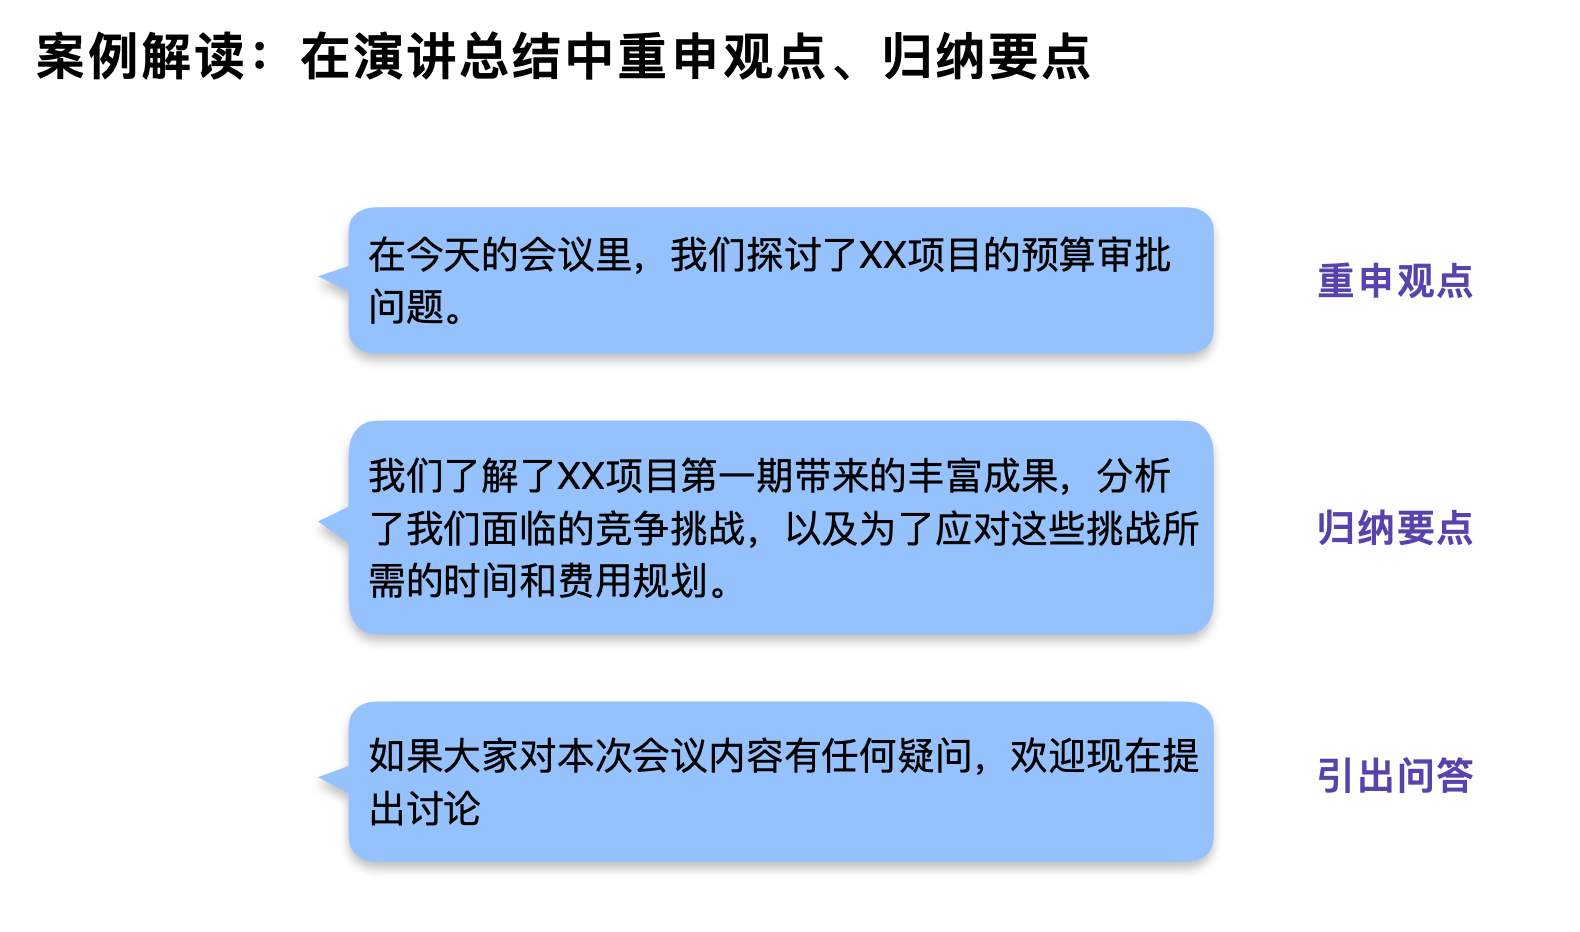 案例解读：在演讲总结中重申观点、归纳要点
在今天的会议里，我们探讨了XX项目的预算审批
问题。
重申观点
我们了解了XX项目第一期带来的丰富成果，分析
了我们面临的竞争挑战，以及为了应对这些挑战所
需的时间和费用规划。
归纳要点
如果大家对本次会议内容有任何疑问，欢迎现在提
出讨论
引出问答